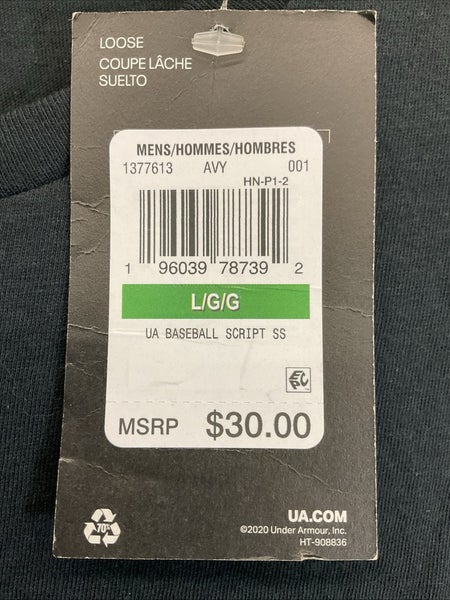 LOOSE
COUPE LÂCHE
SUELTO
MENS/HOMMES/HOMBRES
1377613 AVY 001
HN-P1-2
1 96039 78739 2
L/G/G
UA BASEBALL SCRIPT SS
EPC
MSRP $30.00
70%
UA.COM
©2020 Under Armour, Inc.
HT-908836